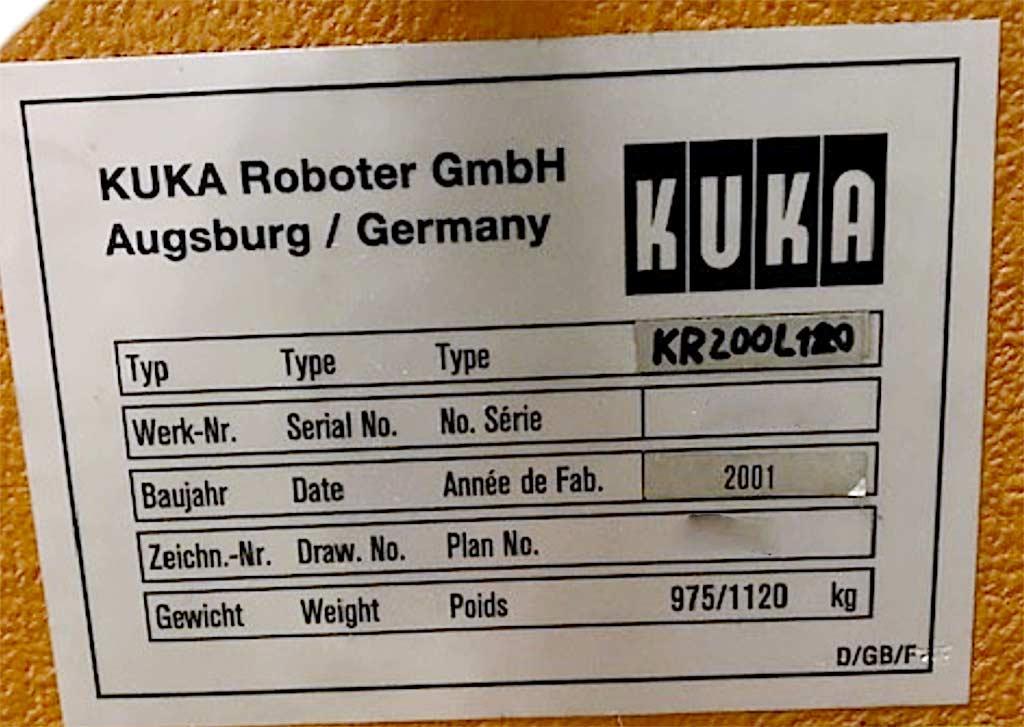 KUKA Roboter GmbH
Augsburg / Germany
KUKA
Typ Type Type KR200L120
Werk-Nr. Serial No. No. Série
Baujahr Date Année de Fab. 2001
Zeichn.-Nr. Draw. No. Plan No.
Gewicht Weight Poids 975/1120 kg
D/GB/F